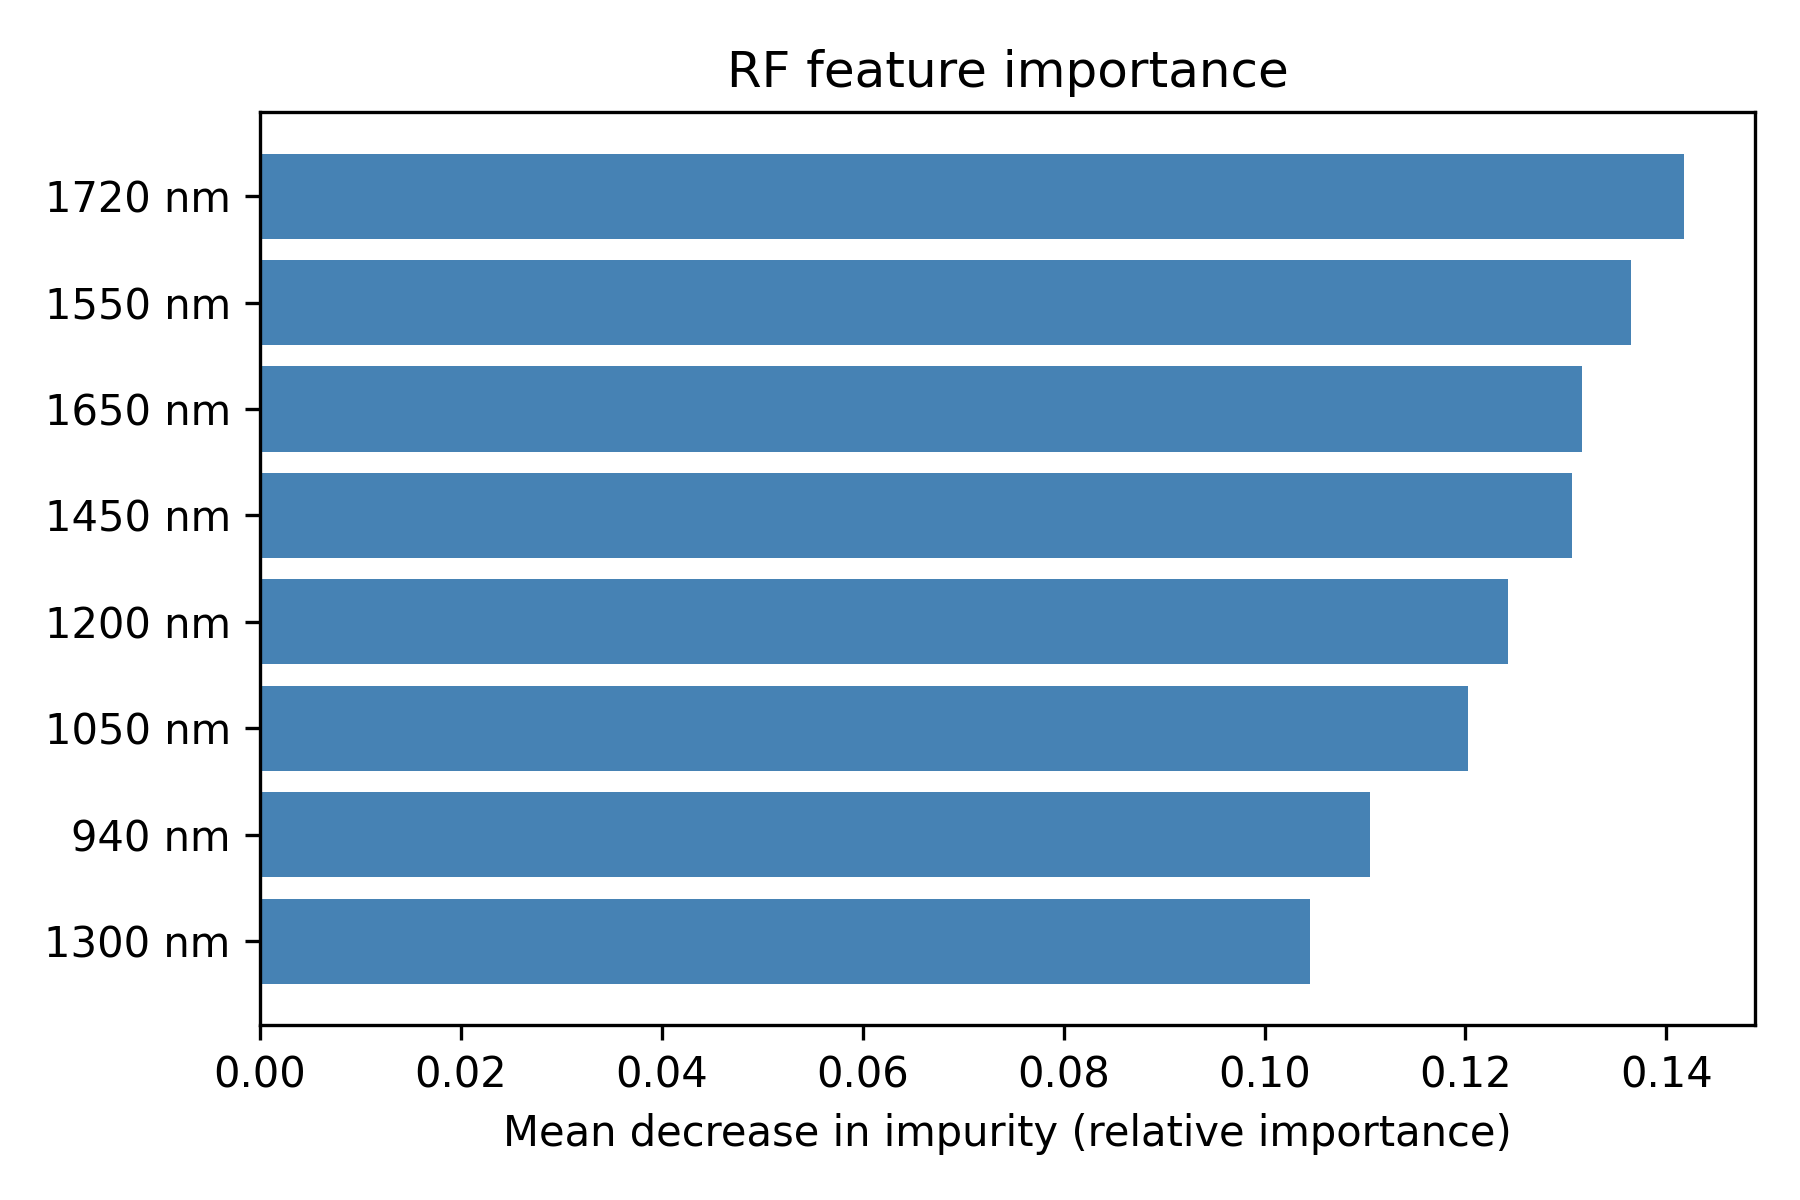 RF feature importance
1720 nm
1550 nm
1650 nm
1450 nm
1200 nm
1050 nm
940 nm
1300 nm
0.00 0.02 0.04 0.06 0.08 0.10 0.12 0.14
Mean decrease in impurity (relative importance)